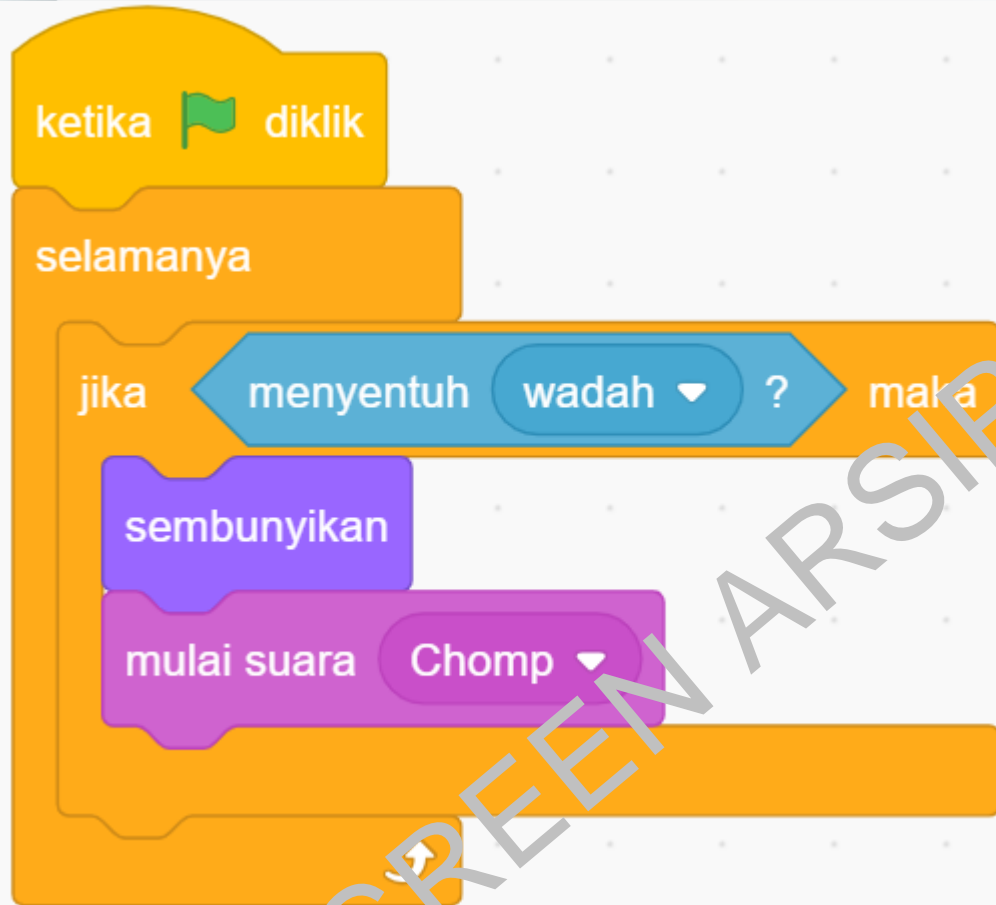 ketika diklik
selamanya
jika menyentuh wadah ? maka
sembunyikan
mulai suara Chomp